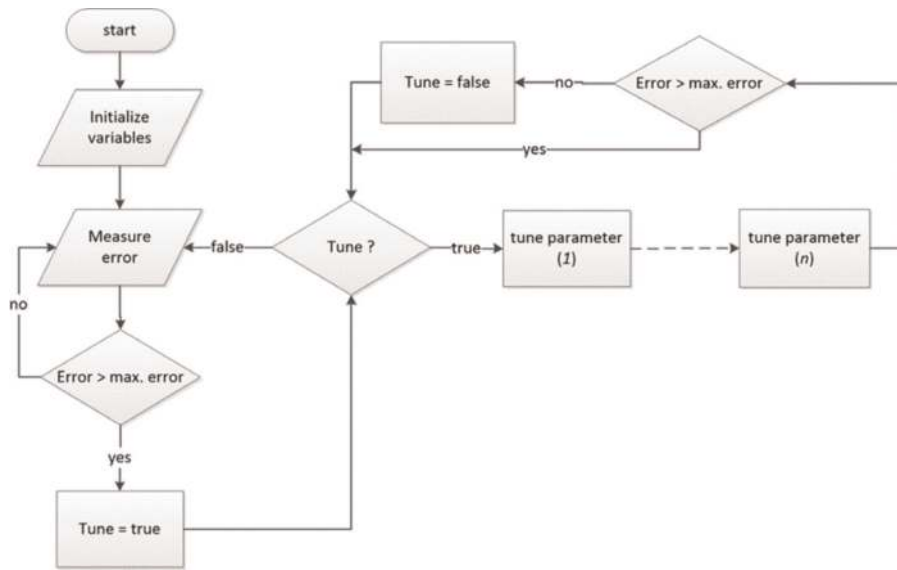 start
Initialize
variables
Measure
error
no
Error > max. error
yes
Tune = true
false
Tune ?
true
tune parameter
(1)
tune parameter
(n)
Tune = false
no
Error > max. error
yes